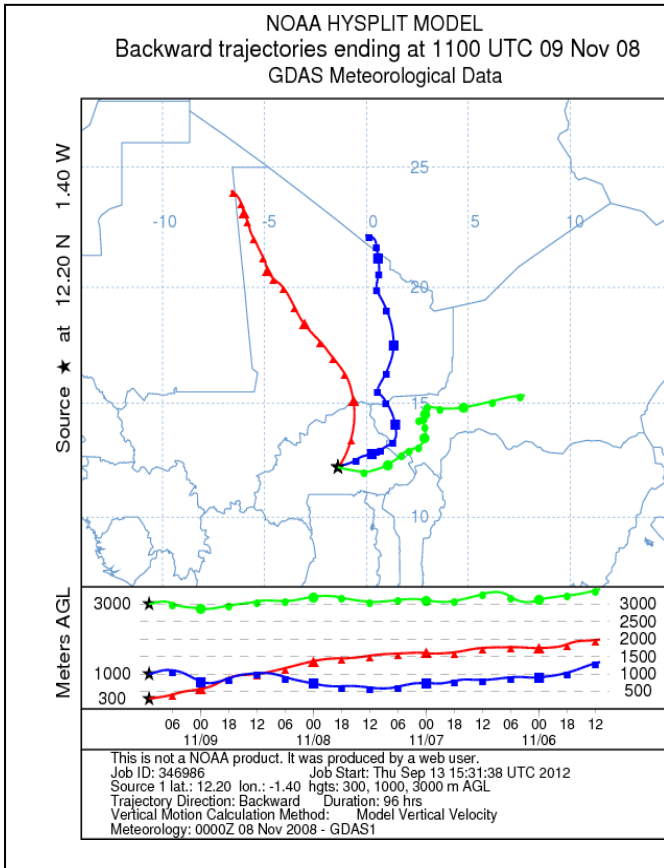 NOAA HYSPLIT MODEL
Backward trajectories ending at 1100 UTC 09 Nov 08
GDAS Meteorological Data
Source ★ at 12.20 N 1.40 W
25
-10 -5 0 5 10
20
15
10
Meters AGL
3000 3000
2500
2000
1500
1000 1000
500
300
06 00 18 12 06 00 18 12 06 00 18 12 06 00 18 12
11/09 11/08 11/07 11/06
This is not a NOAA product. It was produced by a web user.
Job ID: 346986 Job Start: Thu Sep 13 15:31:38 UTC 2012
Source 1 lat.: 12.20 lon.: -1.40 hgts: 300, 1000, 3000 m AGL
Trajectory Direction: Backward Duration: 96 hrs
Vertical Motion Calculation Method: Model Vertical Velocity
Meteorology: 0000Z 08 Nov 2008 - GDAS1